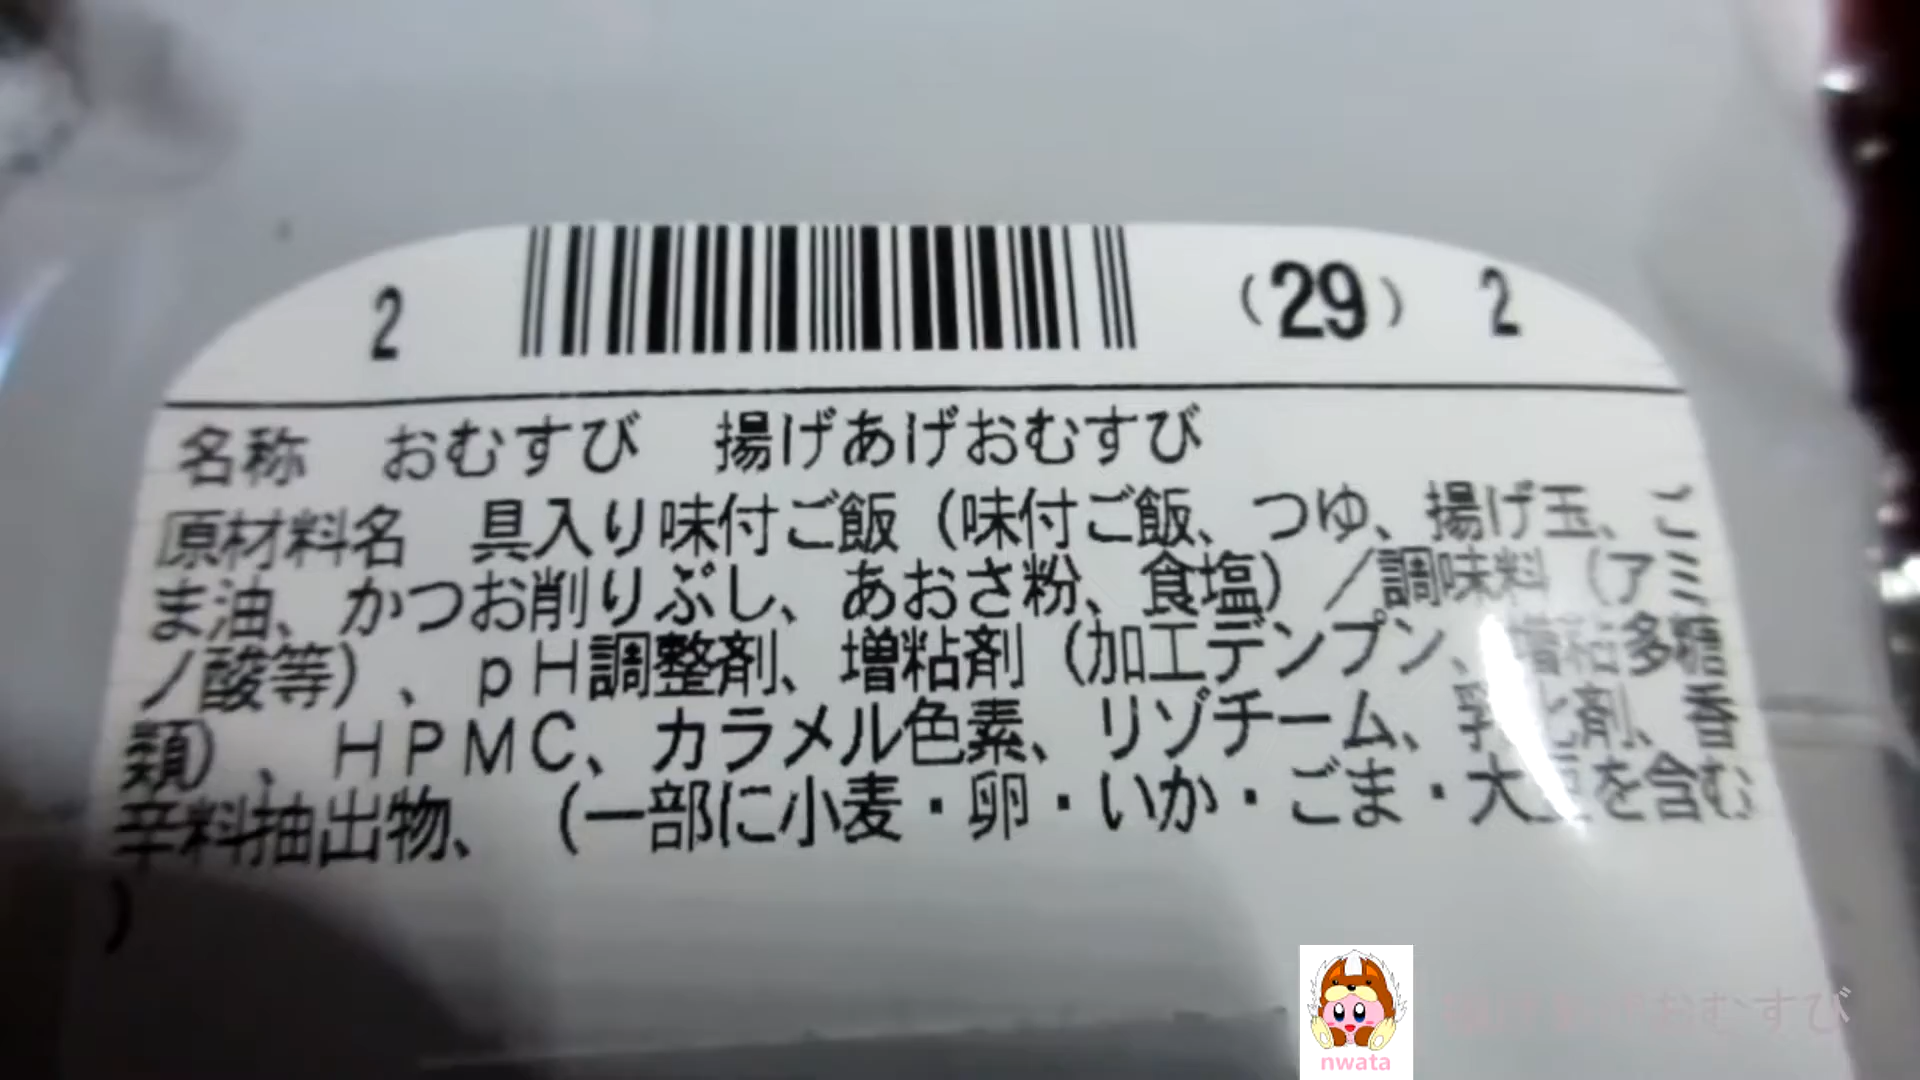 2 （29） 2
名称 おむすび 揚げあげおむすび
原材料名 具入り味付ご飯（味付ご飯、つゆ、揚げ玉、ご
ま油、かつお削りぶし、あおさ粉、食塩）／調味料（アミ
ノ酸等）、ｐＨ調整剤、増粘剤（加工デンプン、増粘多糖
類）、ＨＰＭＣ、カラメル色素、リゾチーム、乳化剤、香
辛料抽出物、（一部に小麦・卵・いか・ごま・大豆を含む
）
おむすび
nwata